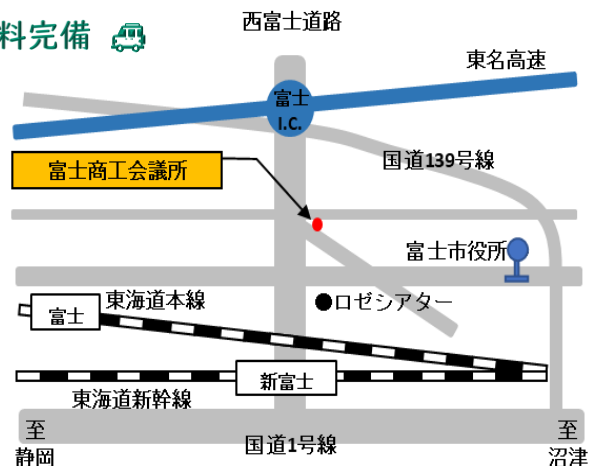 西富士道路
料完備
東名高速
富士
I.C.
国道139号線
富士商工会議所
富士市役所
東海道本線
ロゼシアター
富士
新富士
東海道新幹線
至
静岡
国道1号線
至
沼津